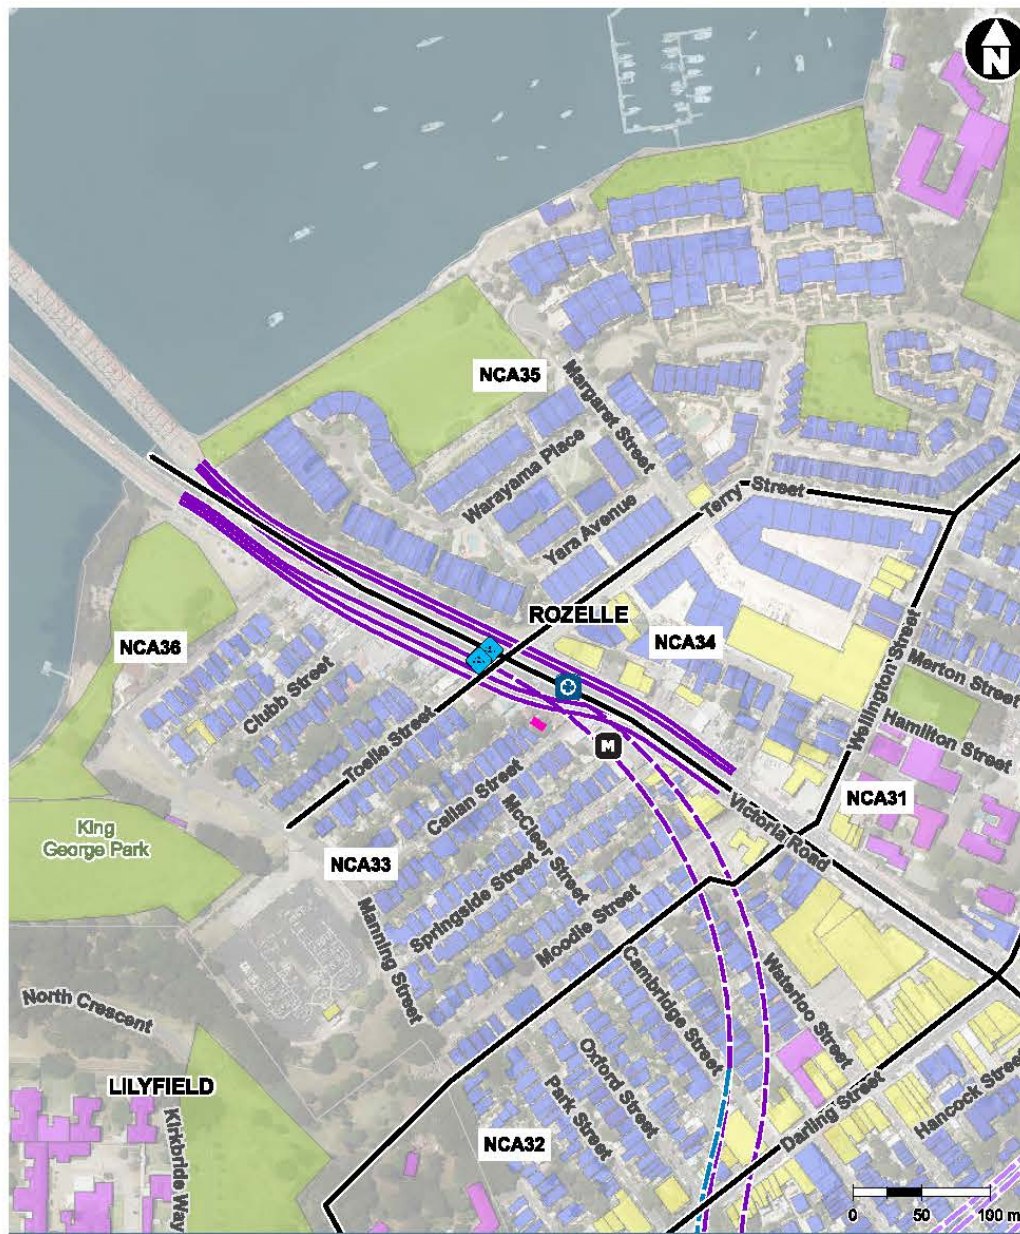 N
NCA35
Margaret Street
Warayama Place
Terry Street
Yara Avenue
ROZELLE
NCA34
NCA36
Merton Street
Clubb Street
Wellington Street
Hamilton Street
Toelle Street
M
NCA31
Callan Street
Victoria Road
King
George Park
McCleer Street
NCA33
Springside Street
Manning Street
Moodie Street
Cambridge Street
Waterloo Street
North Crescent
LILYFIELD
Oxford Street
Park Street
Darling Street
Hancock Street
Kirkbride Way
NCA32
0 50 100 m